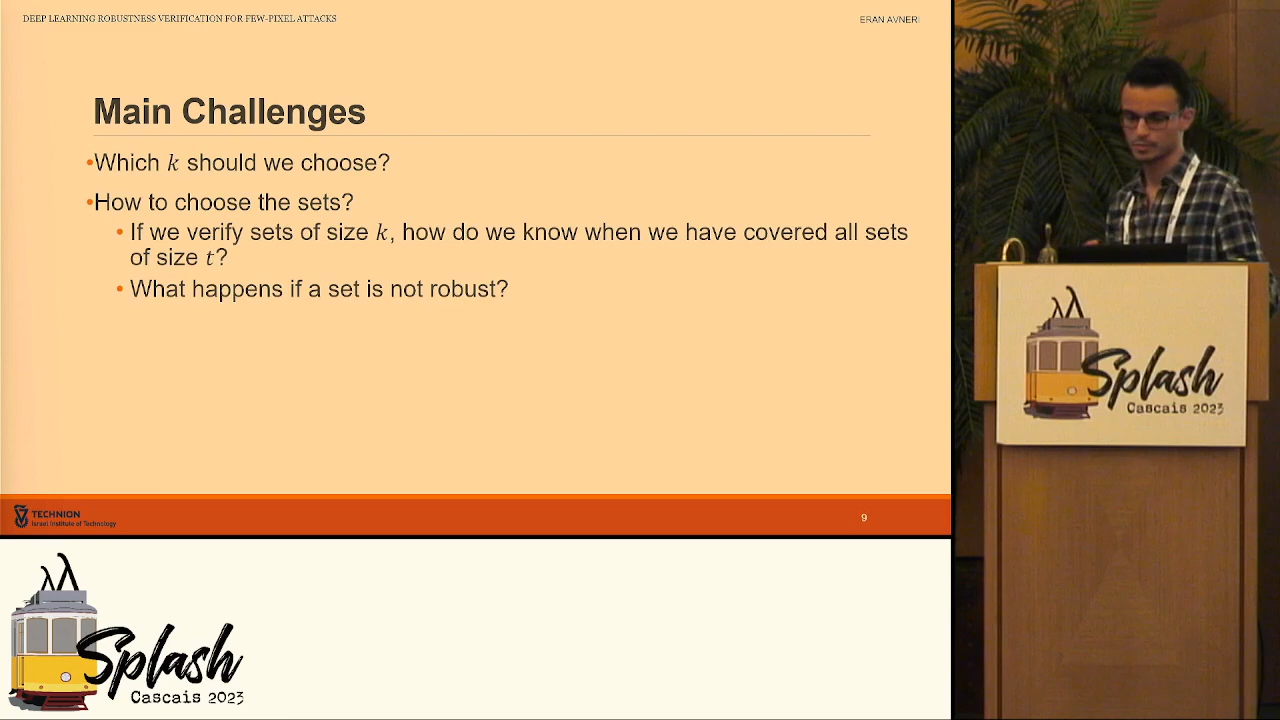 DEEP LEARNING ROBUSTNESS VERIFICATION FOR FEW-PIXEL ATTACKS
ERAN AVNERI
Main Challenges
•Which k should we choose?
•How to choose the sets?
• If we verify sets of size k, how do we know when we have covered all sets
of size t?
• What happens if a set is not robust?
TECHNION
Israel Institute of Technology
9
Splash
Cascais 2023
Splash
Cascais 2023